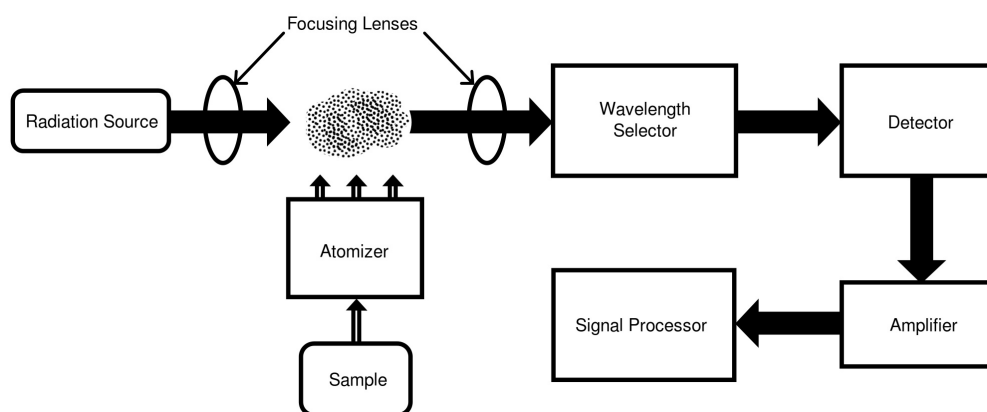 Focusing Lenses
Radiation Source
Wavelength
Selector
Detector
Atomizer
Signal Processor
Amplifier
Sample